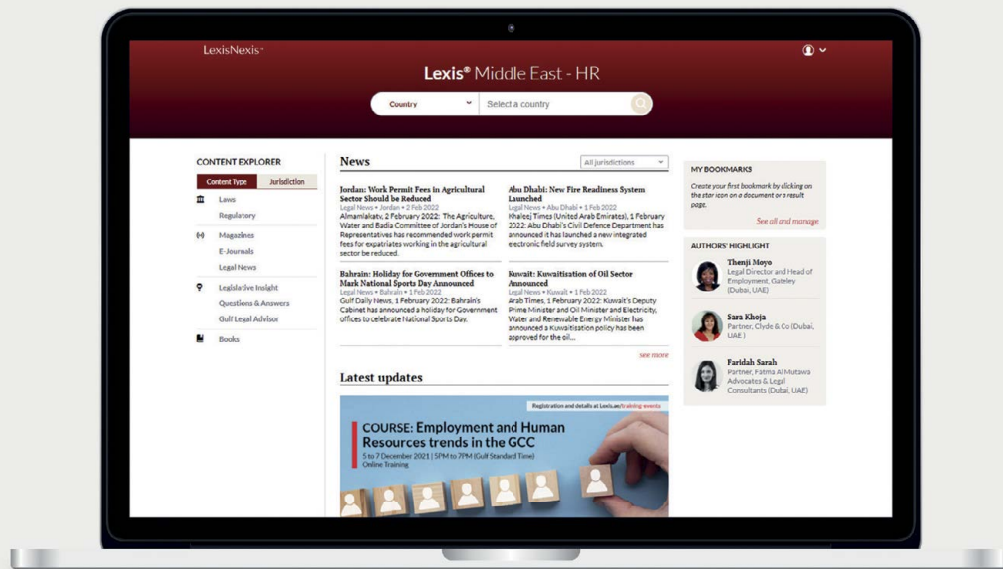 LexisNexis™
Lexis® Middle East - HR
Country
Select a country
CONTENT EXPLORER
Content Type
Jurisdiction
Laws
Regulatory
Magazines
E-Journals
Legal News
Legislative Insight
Questions & Answers
Gulf Legal Advisor
Books
News
All jurisdictions
Jordan: Work Permit Fees in Agricultural
Sector Should be Reduced
Legal News • Jordan • 2 Feb 2022
Almamlakatv, 2 February 2022: The Agriculture,
Water and Badia Committee of Jordan's House of
Representatives has recommended work permit
fees for expatriates working in the agricultural
sector be reduced.
Abu Dhabi: New Fire Readiness System
Launched
Legal News • Abu Dhabi • 1 Feb 2022
Khaleej Times (United Arab Emirates), 1 February
2022: Abu Dhabi's Civil Defence Department has
announced it has launched a new integrated
eectronic field survey system.
Bahrain: Holiday for Government Offices to
Mark National Sports Day Announced
Legal News • Bahrain • 1 Feb 2022
Gulf Daily News, 1 February 2022: Bahrain's
Cabinet has announced a holiday for Government
offices to celebrate National Sports Day.
Kuwait: Kuwaitisation of Oil Sector
Announced
Legal News • Kuwait • 1 Feb 2022
Arab Times, 1 February 2022: Kuwait's Deputy
Prime Minister and Oil Minister and Electricity,
Water and Renewable Energy Minister has
announced a Kuwaitisation policy has been
approved for the oil...
see more
Latest updates
Registration and details at Lexis.ae/training-events
COURSE: Employment and Human
Resources trends in the GCC
5 to 7 December 2021 | 5PM to 7PM (Gulf Standard Time)
Online Training
MY BOOKMARKS
Create your first bookmark by clicking on
the star icon on a document or s result
page.
See all and manage
AUTHORS' HIGHLIGHT
Thenji Moyo
Legal Director and Head of
Employment, Gateley
(Dubai, UAE)
Sara Khoja
Partner, Clyde & Co (Dubai,
UAE )
Faridah Sarah
Partner, Fatma AlMutawa
Advocates & Legal
Consultants (Dubai, UAE)